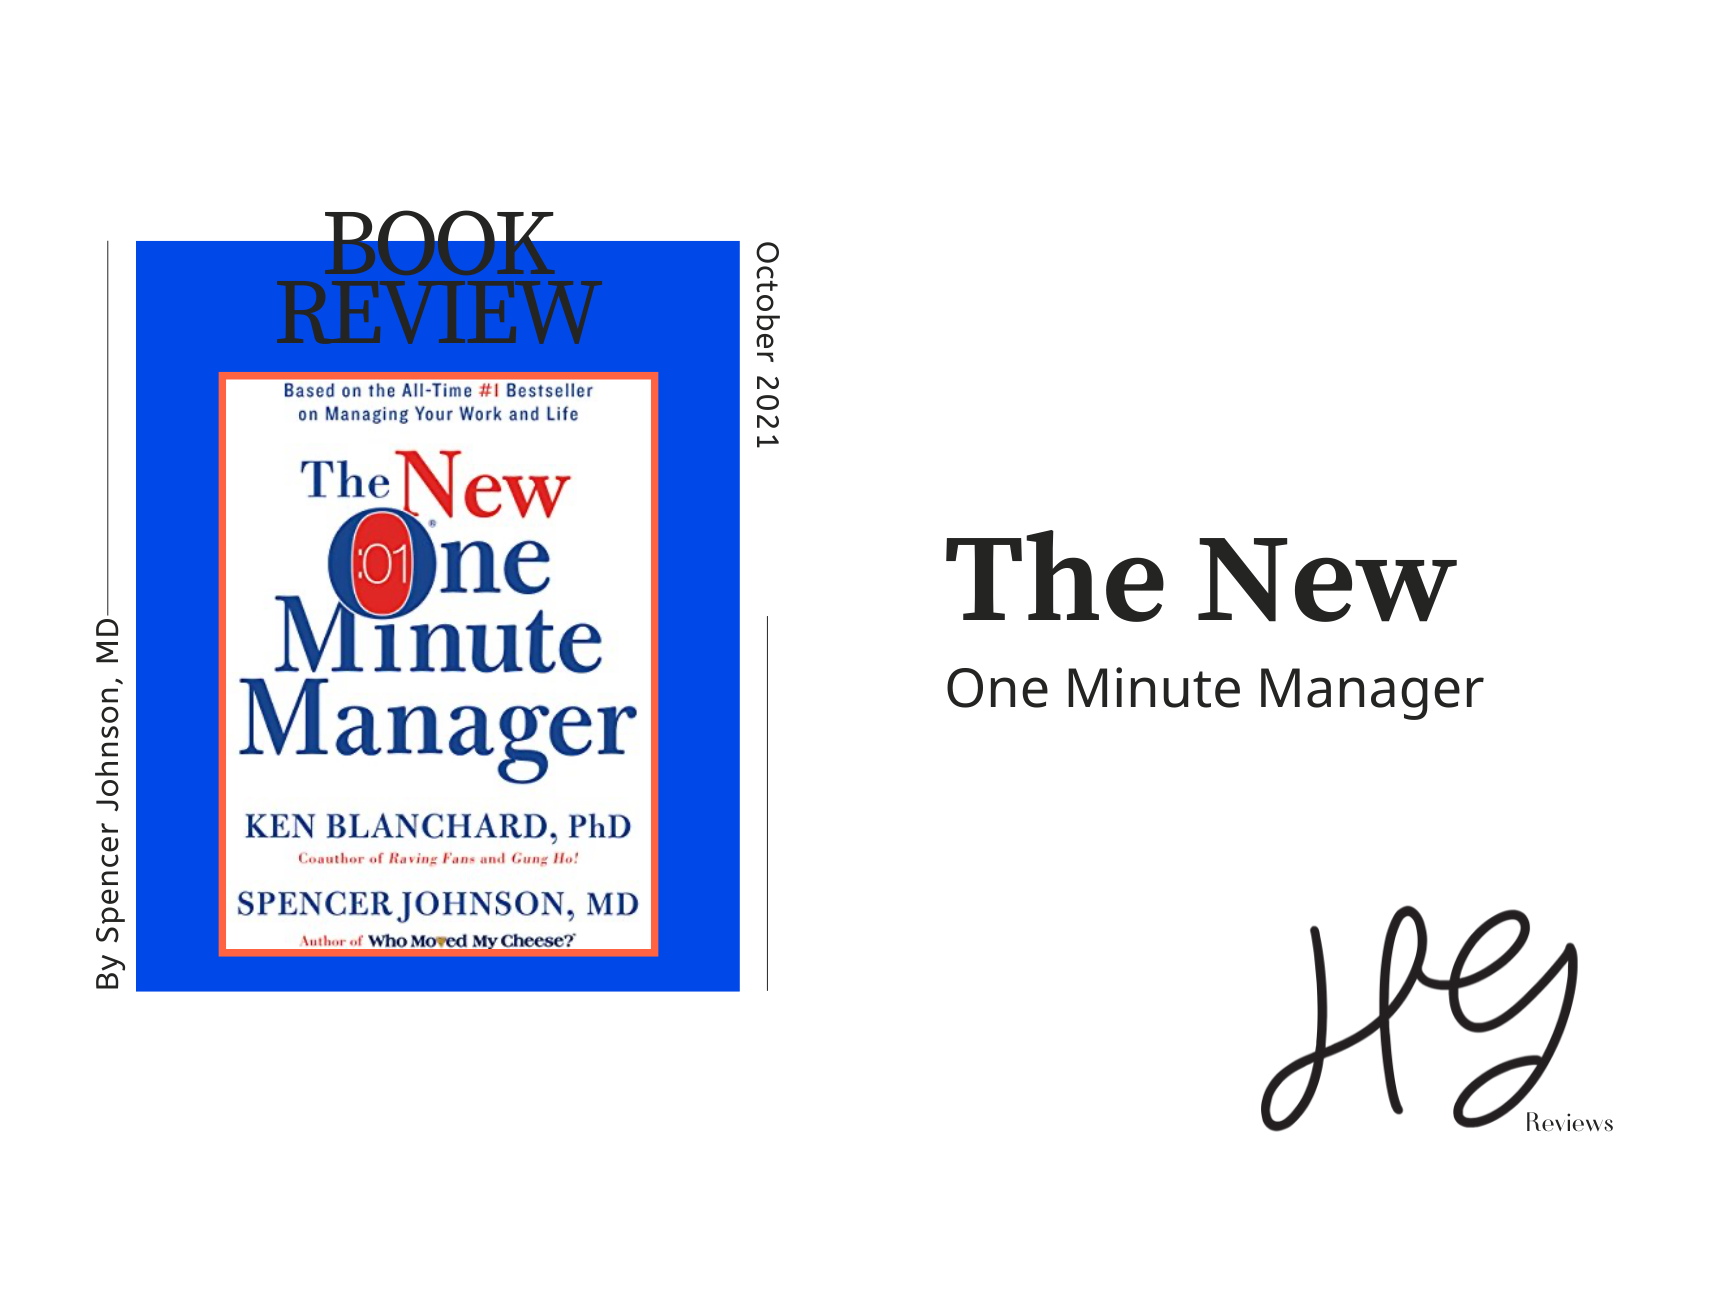 BOOK
REVIEW
By Spencer Johnson, MD
October 2021
Based on the All-Time #1 Bestseller
on Managing Your Work and Life
The New
:01
One
®
Minute
Manager
KEN BLANCHARD, PhD
Coauthor of Raving Fans and Gung Ho!
SPENCER JOHNSON, MD
Author of Who Moved My Cheese?
The New
One Minute Manager
Reviews